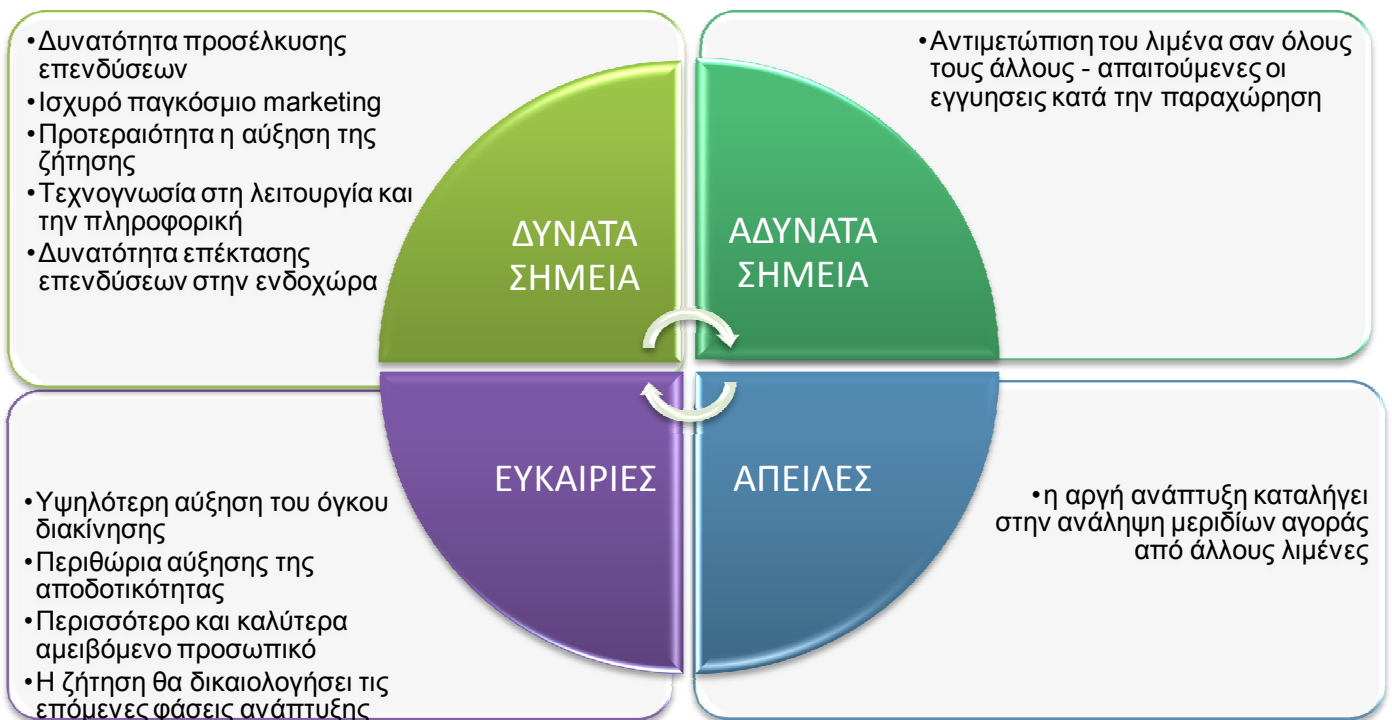 •Δυνατότητα προσέλκυσης
επενδύσεων
•Ισχυρό παγκόσμιο marketing
•Προτεραιότητα η αύξηση της
ζήτησης
•Τεχνογνωσία στη λειτουργία και
την πληροφορική
•Δυνατότητα επέκτασης
επενδύσεων στην ενδοχώρα
ΔΥΝΑΤΑ
ΣΗΜΕΙΑ
•Αντιμετώπιση του λιμένα σαν όλους
τους άλλους - απαιτούμενες οι
εγγυησεις κατά την παραχώρηση
ΑΔΥΝΑΤΑ
ΣΗΜΕΙΑ
•Υψηλότερη αύξηση του όγκου
διακίνησης
•Περιθώρια αύξησης της
αποδοτικότητας
•Περισσότερο και καλύτερα
αμειβόμενο προσωπικό
•Η ζήτηση θα δικαιολογήσει τις
επόμενες φάσεις ανάπτυξης
ΕΥΚΑΙΡΙΕΣ
ΑΠΕΙΛΕΣ
•η αργή ανάπτυξη καταλήγει
στην ανάληψη μεριδίων αγοράς
από άλλους λιμένες